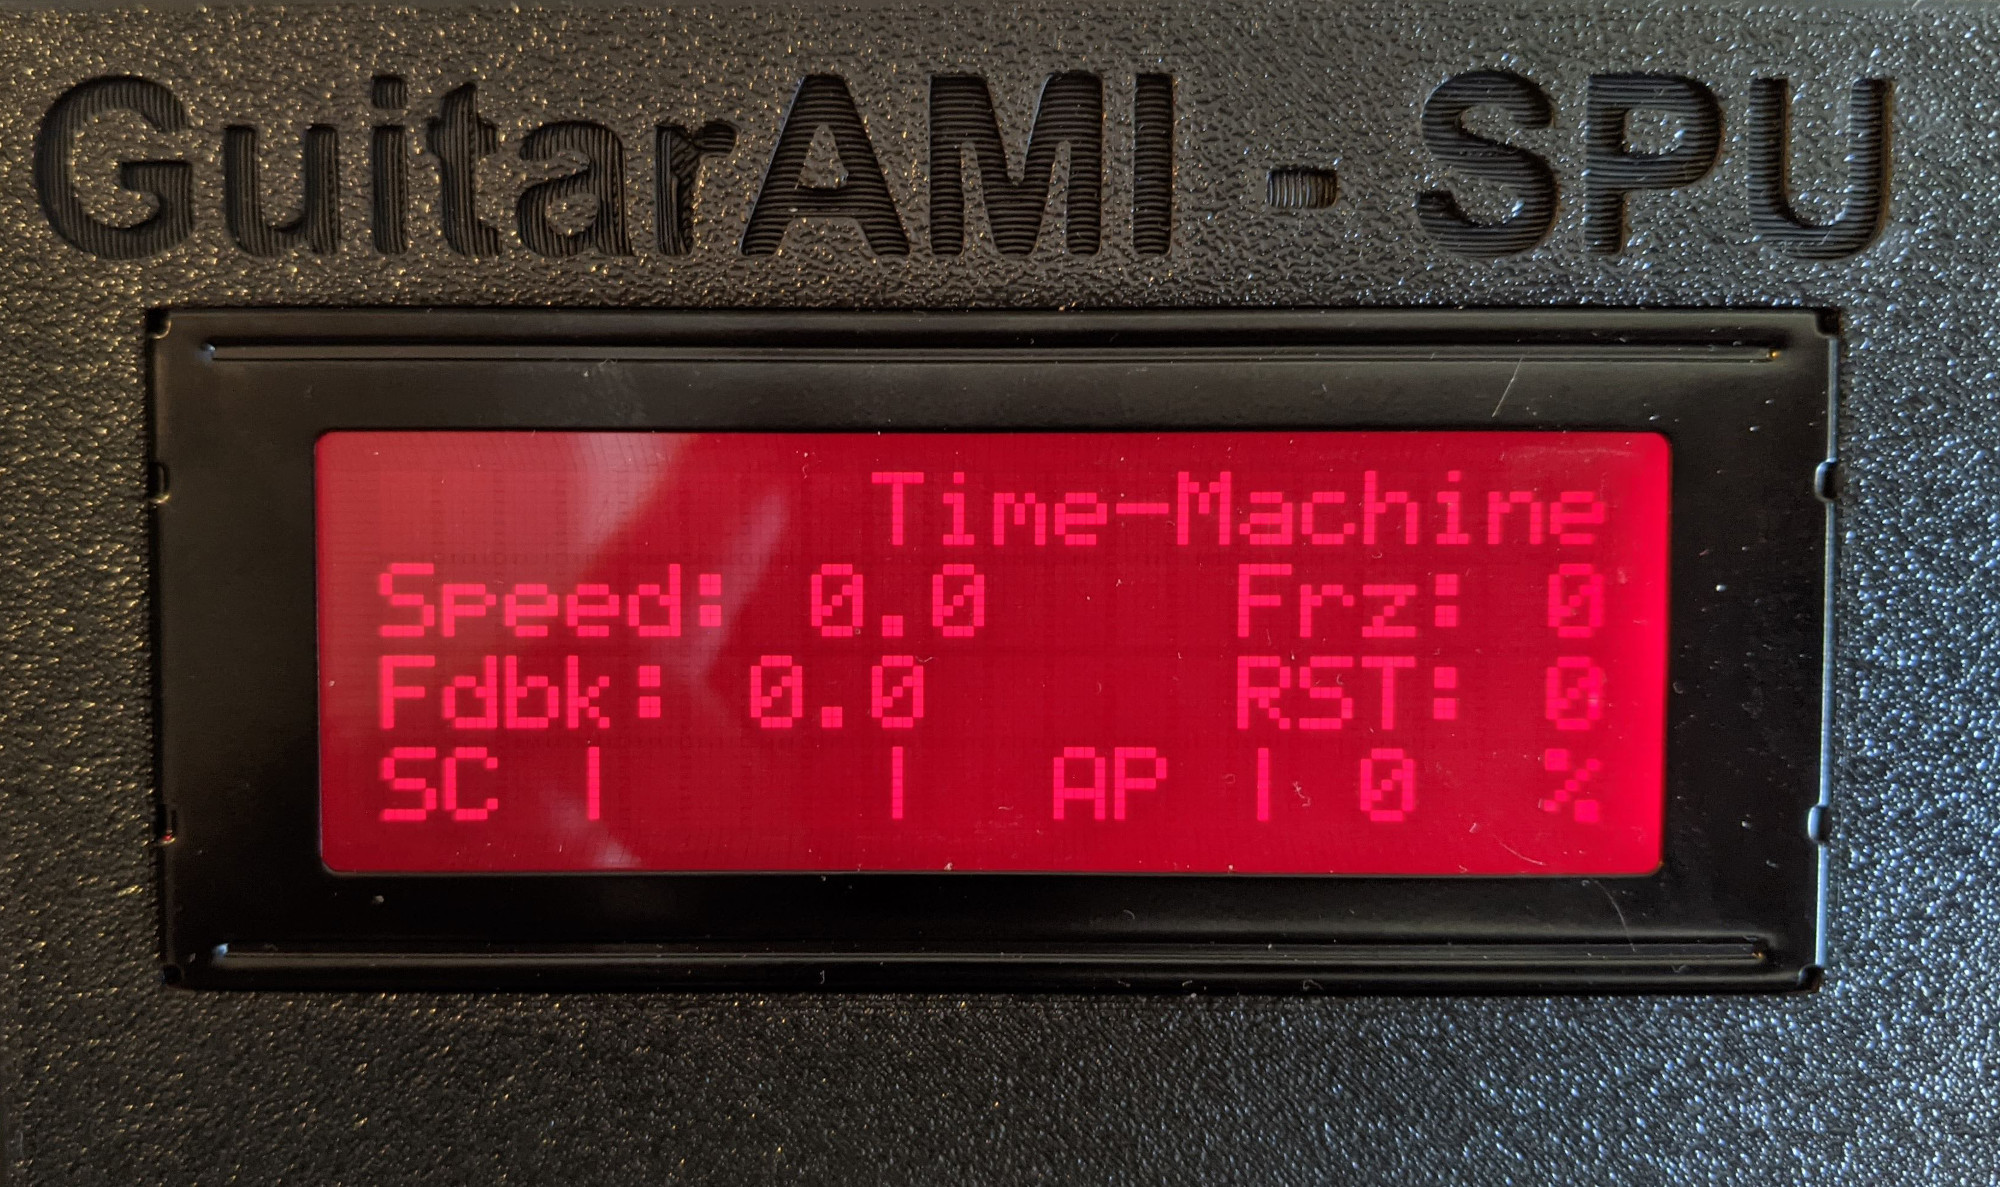 GuitarAMI - SPU
Time-Machine
Speed: 0.0 Frz: 0
Fdbk: 0.0 RST: 0
SC | | AP | 0 %